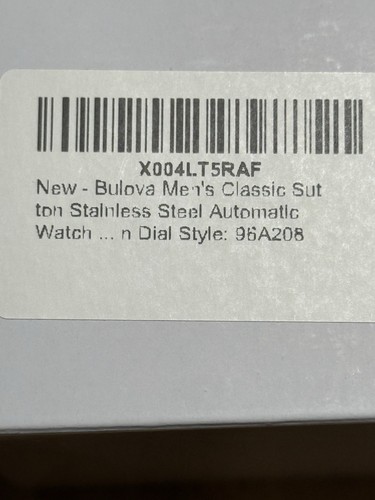 X004LT5RAF
New - Bulova Men's Classic Sut
ton Stainless Steel Automatic
Watch ... n Dial Style: 96A208